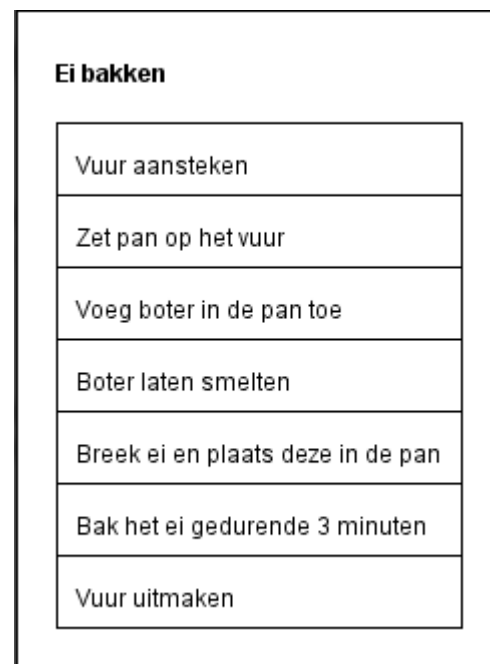 Ei bakken
Vuur aansteken
Zet pan op het vuur
Voeg boter in de pan toe
Boter laten smelten
Breek ei en plaats deze in de pan
Bak het ei gedurende 3 minuten
Vuur uitmaken